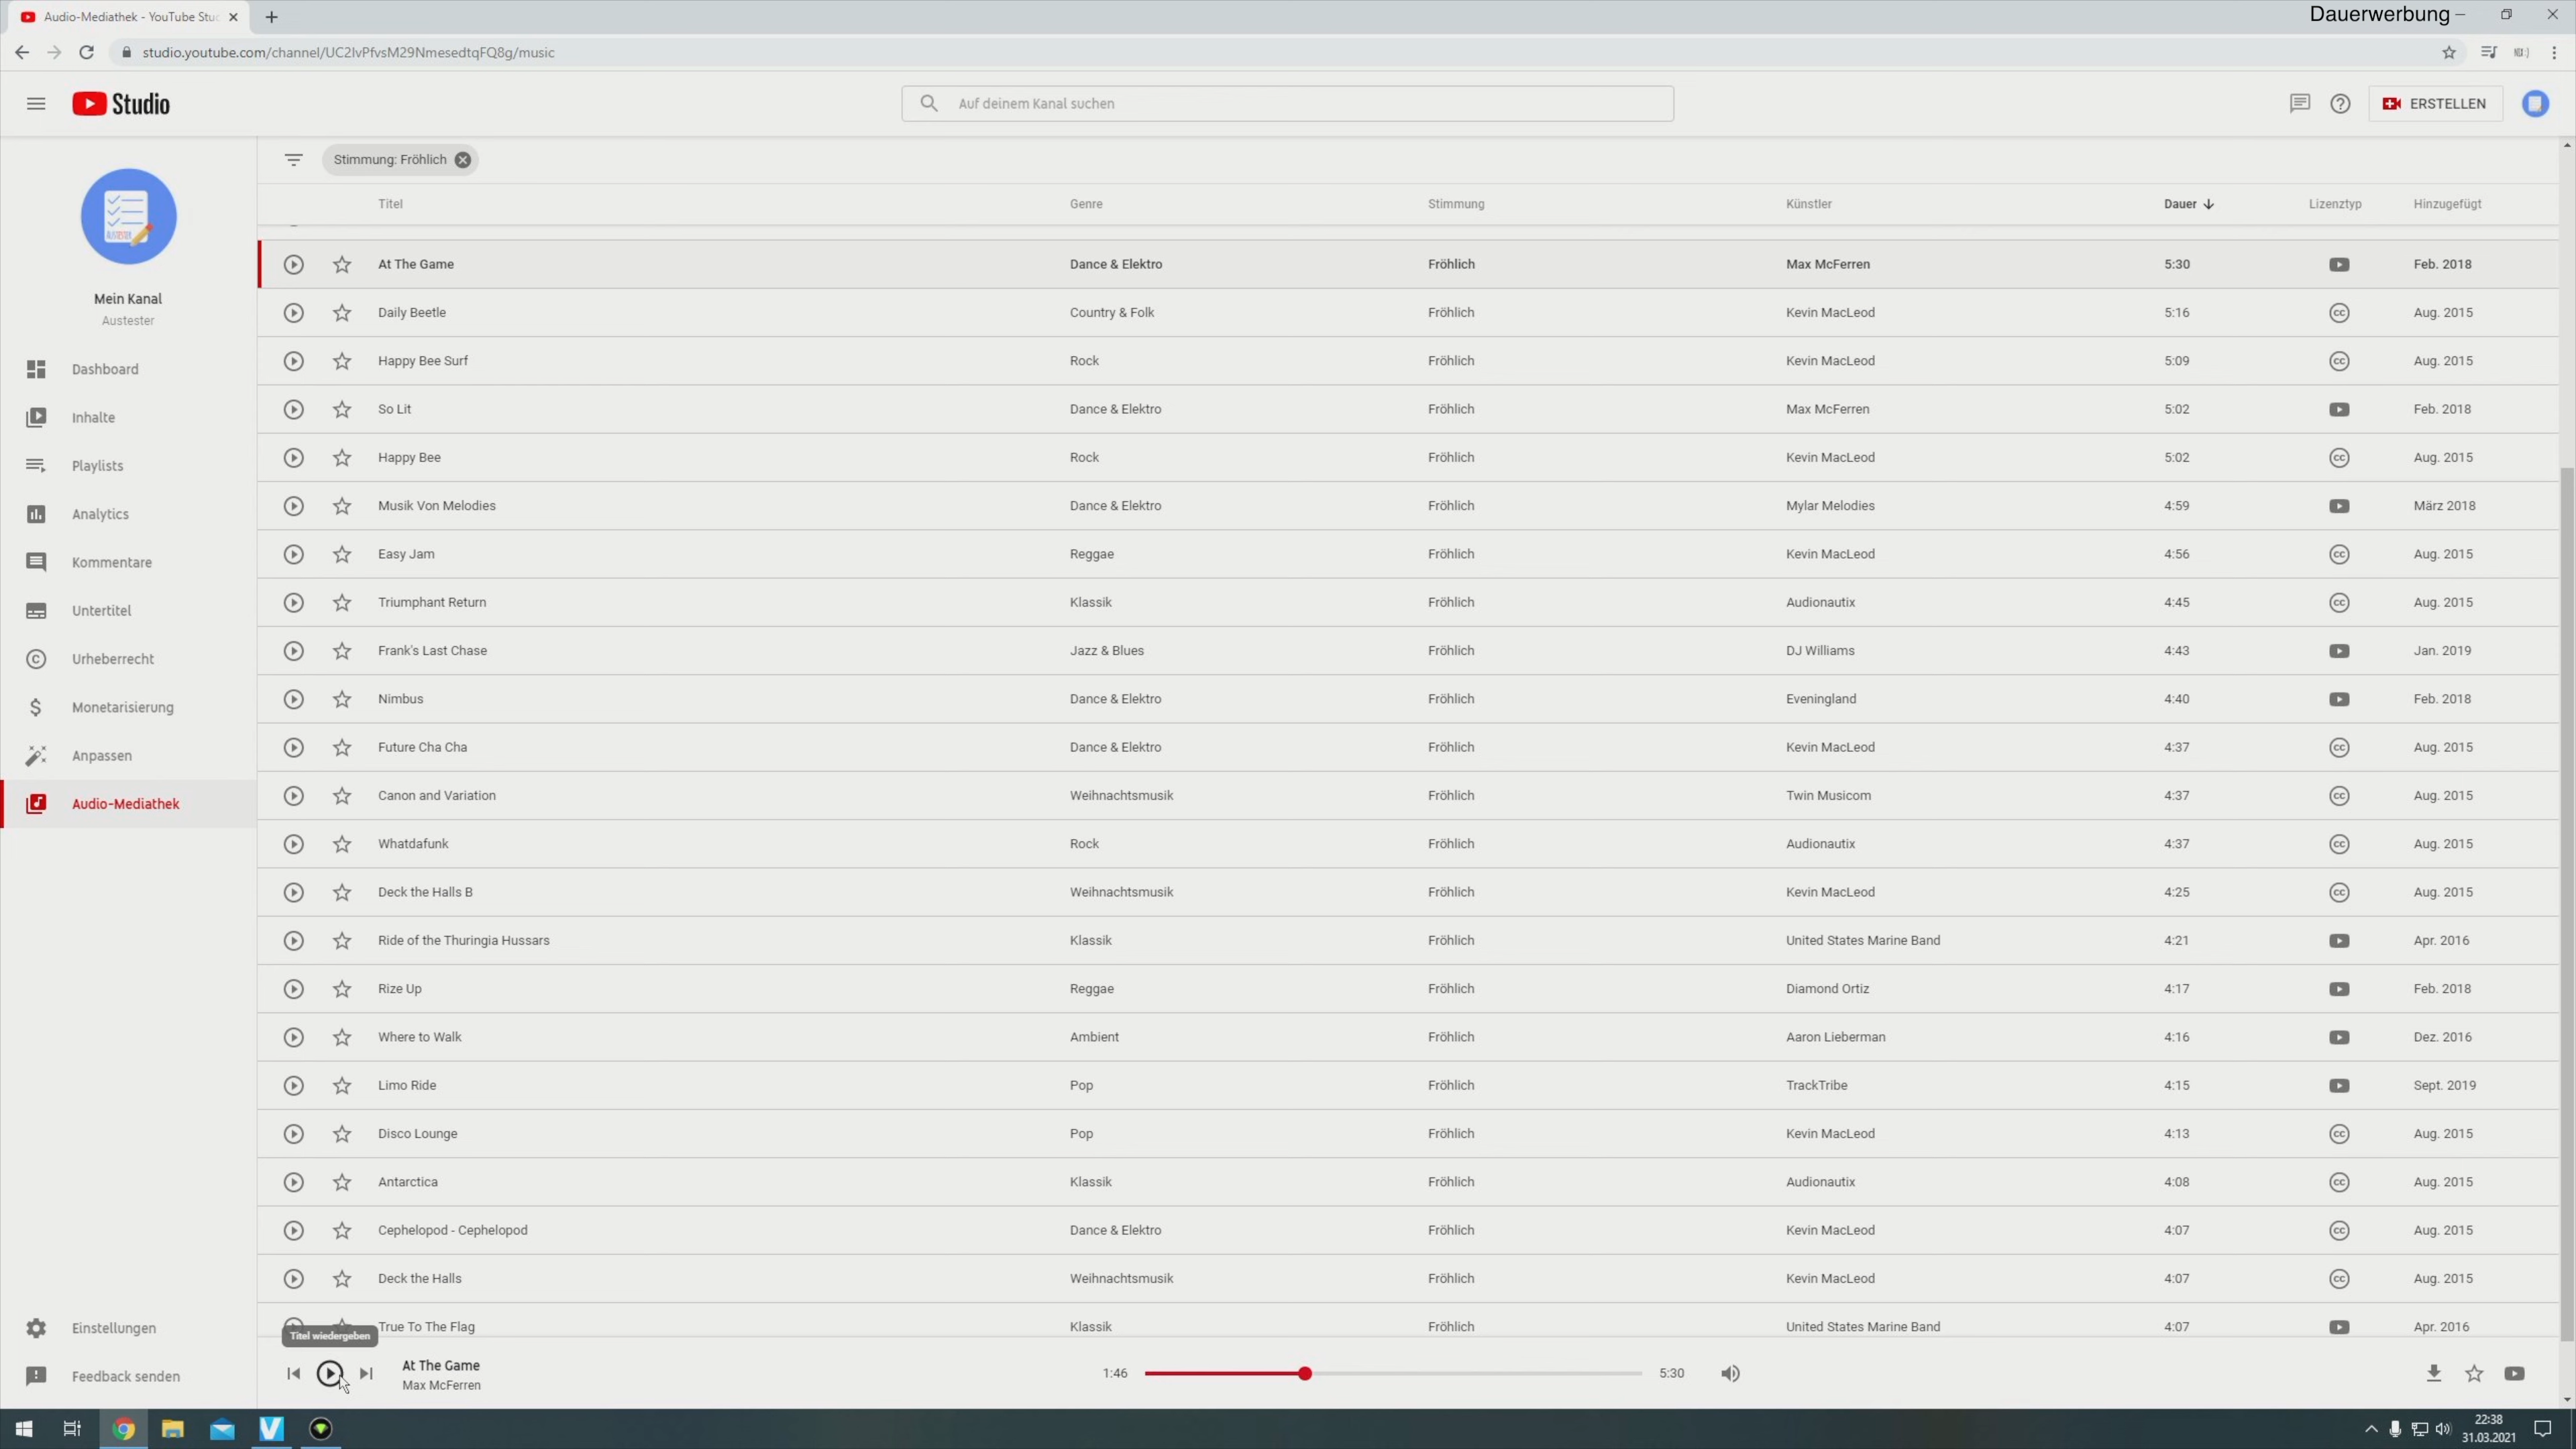 Audio-Mediathek - YouTube Stu
Dauerwerbung
studio.youtube.com/channel/UC2IvPfvsM29NmesedtqFQ8g/music
Studio
Auf deinem Kanal suchen
ERSTELLEN
Stimmung: Fröhlich
Titel Genre Stimmung Künstler Dauer Lizenztyp Hinzugefügt
At The Game Dance & Elektro Fröhlich Max McFerren 5:30 Feb. 2018
Daily Beetle Country & Folk Fröhlich Kevin MacLeod 5:16 Aug. 2015
Happy Bee Surf Rock Fröhlich Kevin MacLeod 5:09 Aug. 2015
So Lit Dance & Elektro Fröhlich Max McFerren 5:02 Feb. 2018
Happy Bee Rock Fröhlich Kevin MacLeod 5:02 Aug. 2015
Musik Von Melodies Dance & Elektro Fröhlich Mylar Melodies 4:59 März 2018
Easy Jam Reggae Fröhlich Kevin MacLeod 4:56 Aug. 2015
Triumphant Return Klassik Fröhlich Audionautix 4:45 Aug. 2015
Frank's Last Chase Jazz & Blues Fröhlich DJ Williams 4:43 Jan. 2019
Nimbus Dance & Elektro Fröhlich Eveningland 4:40 Feb. 2018
Future Cha Cha Dance & Elektro Fröhlich Kevin MacLeod 4:37 Aug. 2015
Canon and Variation Weihnachtsmusik Fröhlich Twin Musicom 4:37 Aug. 2015
Whatdafunk Rock Fröhlich Audionautix 4:37 Aug. 2015
Deck the Halls B Weihnachtsmusik Fröhlich Kevin MacLeod 4:25 Aug. 2015
Ride of the Thuringia Hussars Klassik Fröhlich United States Marine Band 4:21 Apr. 2016
Rize Up Reggae Fröhlich Diamond Ortiz 4:17 Feb. 2018
Where to Walk Ambient Fröhlich Aaron Lieberman 4:16 Dez. 2016
Limo Ride Pop Fröhlich TrackTribe 4:15 Sept. 2019
Disco Lounge Pop Fröhlich Kevin MacLeod 4:13 Aug. 2015
Antarctica Klassik Fröhlich Audionautix 4:08 Aug. 2015
Cephelopod - Cephelopod Dance & Elektro Fröhlich Kevin MacLeod 4:07 Aug. 2015
Deck the Halls Weihnachtsmusik Fröhlich Kevin MacLeod 4:07 Aug. 2015
True To The Flag Klassik Fröhlich United States Marine Band 4:07 Apr. 2016
Mein Kanal
Austester
Dashboard
Inhalte
Playlists
Analytics
Kommentare
Untertitel
Urheberrecht
Monetarisierung
Anpassen
Audio-Mediathek
Einstellungen
Feedback senden
Titel wiedergeben
At The Game
Max McFerren
1:46 5:30
22:38
31.03.2021